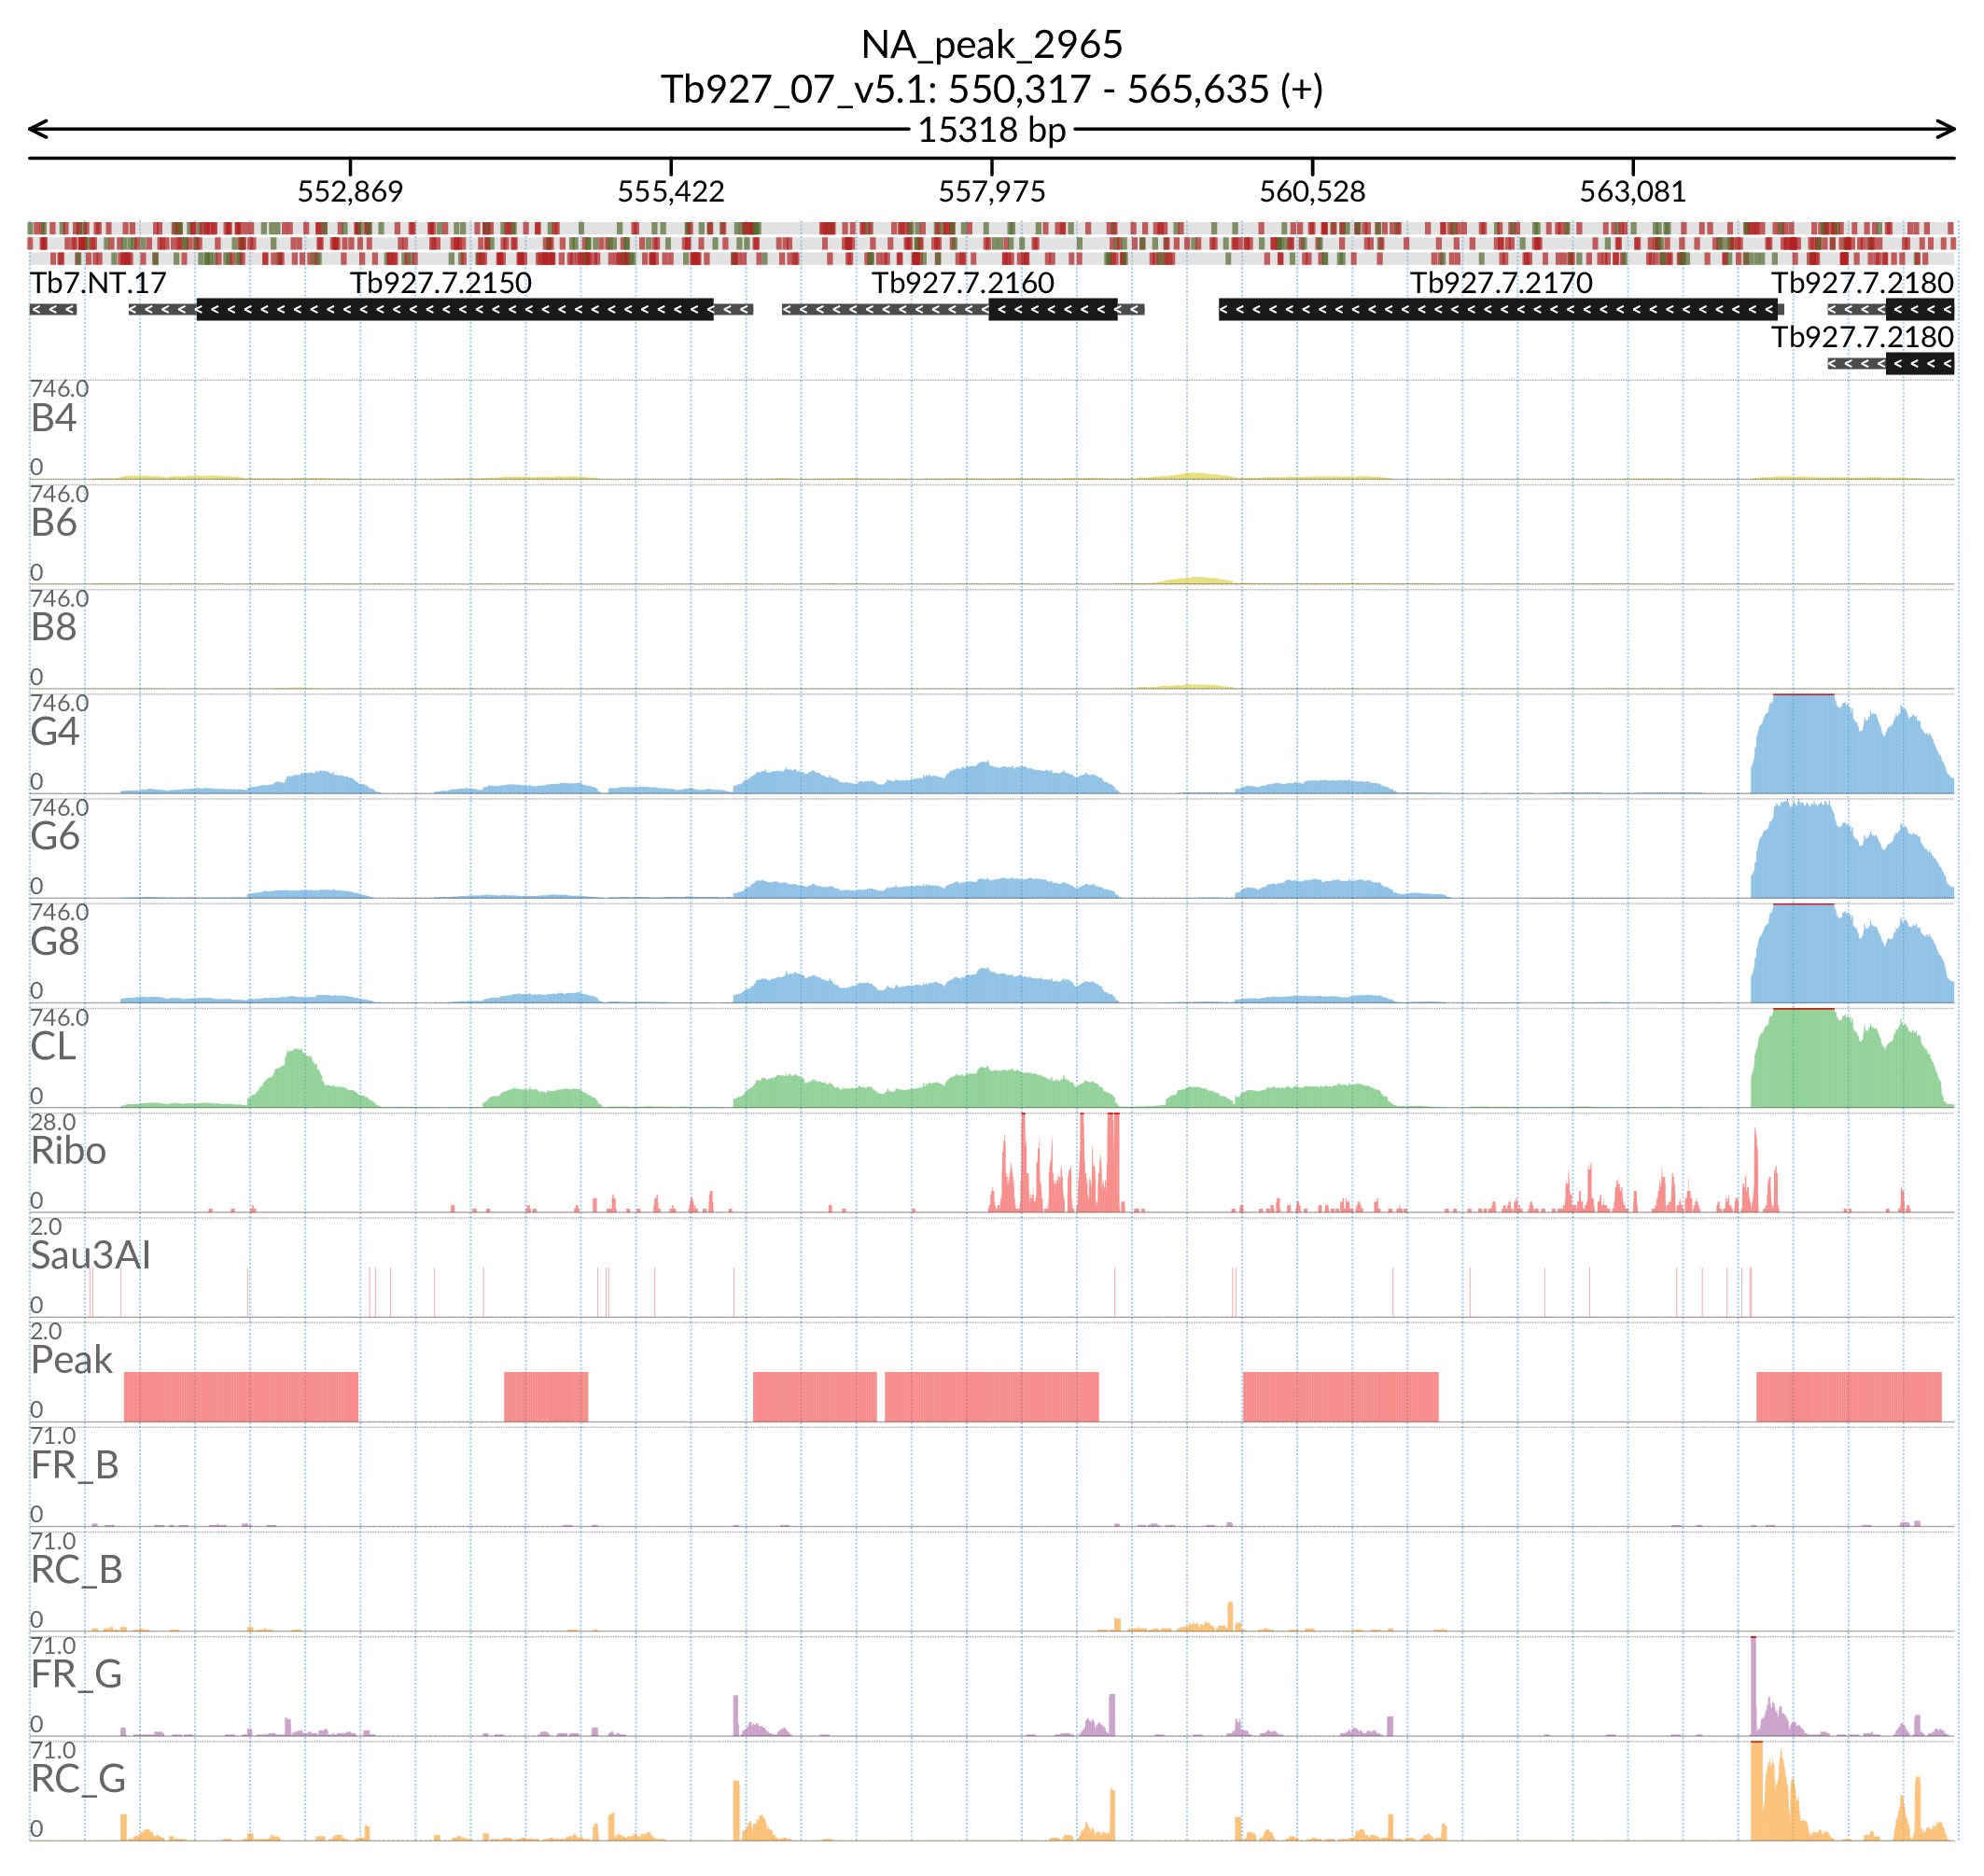 NA_peak_2965
Tb927_07_v5.1: 550,317 - 565,635 (+)
15318 bp
552,869 555,422 557,975 560,528 563,081
Tb7.NT.17 Tb927.7.2150 Tb927.7.2160 Tb927.7.2170 Tb927.7.2180
Tb927.7.2180
746.0
B4
0
746.0
B6
0
746.0
B8
0
746.0
G4
0
746.0
G6
0
746.0
G8
0
746.0
CL
0
28.0
Ribo
0
2.0
Sau3AI
0
2.0
Peak
0
71.0
FR_B
0
71.0
RC_B
0
71.0
FR_G
0
71.0
RC_G
0